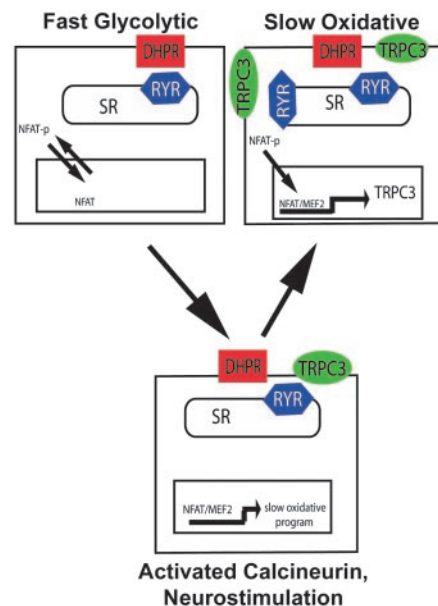 Fast Glycolytic
DHPR
RYR
SR
NFAT-p
NFAT
Slow Oxidative
DHPR
TRPC3
TRPC3
RYR
RYR
SR
NFAT-p
TRPC3
NFAT/MEF2
DHPR
TRPC3
RYR
SR
NFAT/MEF2
slow oxidative
program
Activated Calcineurin,
Neurostimulation